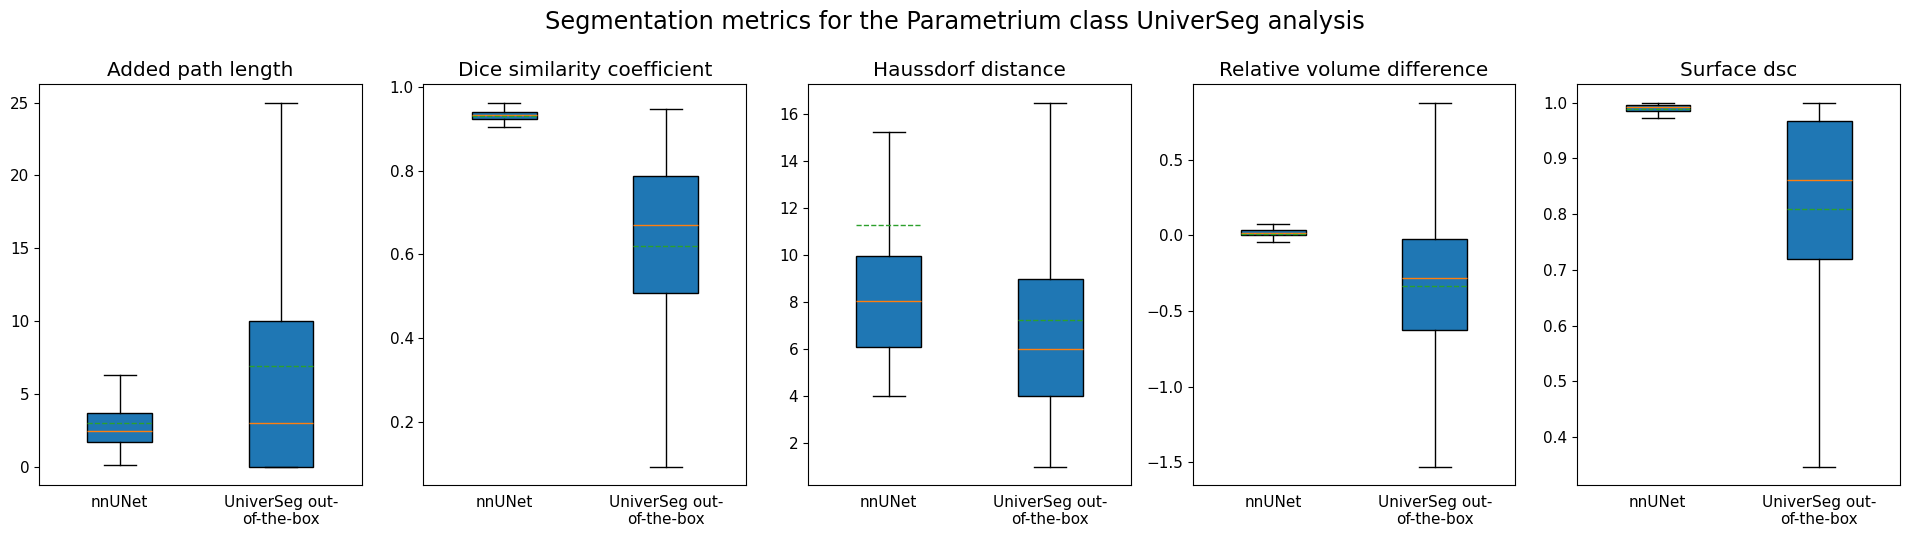 Segmentation metrics for the Parametrium class UniverSeg analysis
Added path length
25
20
15
10
5
0
nnUNet
UniverSeg out-
of-the-box
Dice similarity coefficient
1.0
0.8
0.6
0.4
0.2
nnUNet
UniverSeg out-
of-the-box
Haussdorf distance
16
14
12
10
8
6
4
2
nnUNet
UniverSeg out-
of-the-box
Relative volume difference
0.5
0.0
−0.5
−1.0
−1.5
nnUNet
UniverSeg out-
of-the-box
Surface dsc
1.0
0.9
0.8
0.7
0.6
0.5
0.4
nnUNet
UniverSeg out-
of-the-box